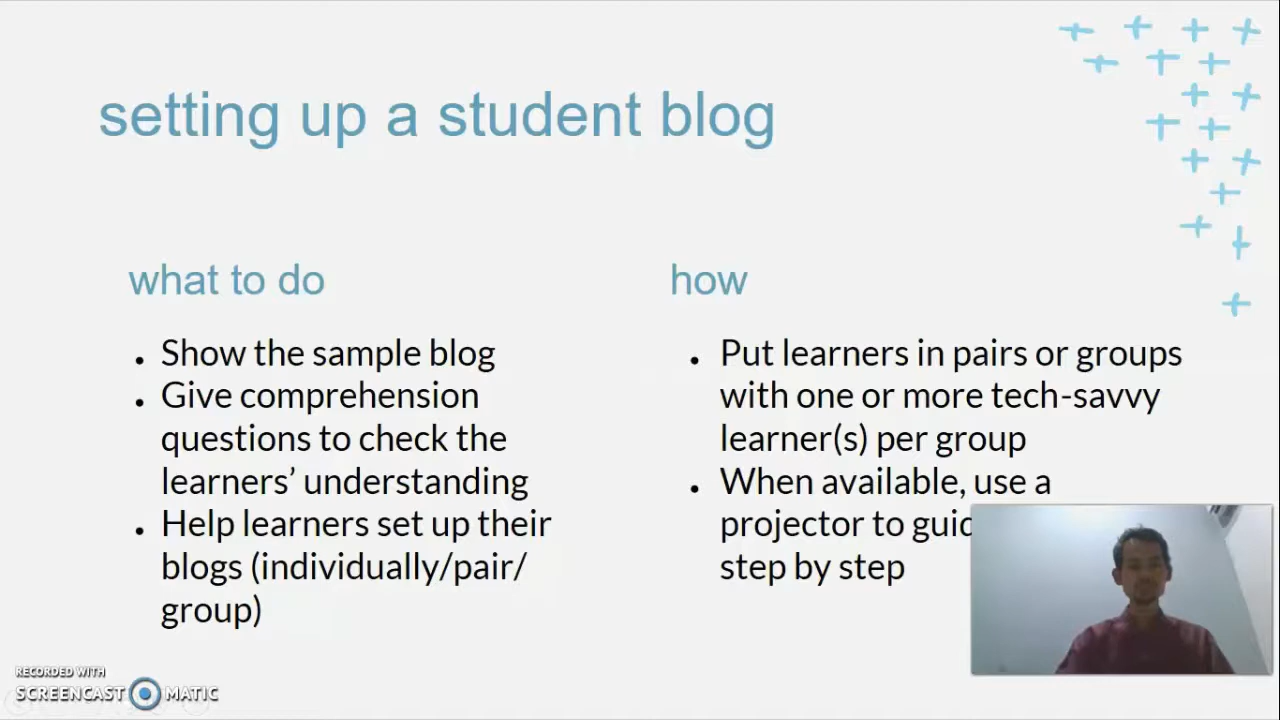 setting up a student blog
what to do
• Show the sample blog
• Give comprehension
questions to check the
learners’ understanding
• Help learners set up their
blogs (individually/pair/
group)
how
• Put learners in pairs or groups
with one or more tech-savvy
learner(s) per group
• When available, use a
projector to
step by step
RECORDED WITH
SCREENCAST MATIC